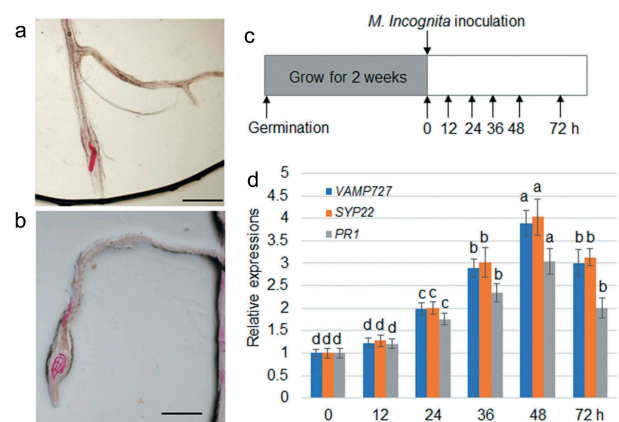 a
b
c
M. Incognita inoculation
Grow for 2 weeks
Germination
0 12 24 36 48 72 h
d
Relative expressions
5
4.5
4
3.5
3
2.5
2
1.5
1
0.5
0
VAMP727
SYP22
PR1
d d d
d d d
c c c
b b b
a a a
b b b
0 12 24 36 48 72 h